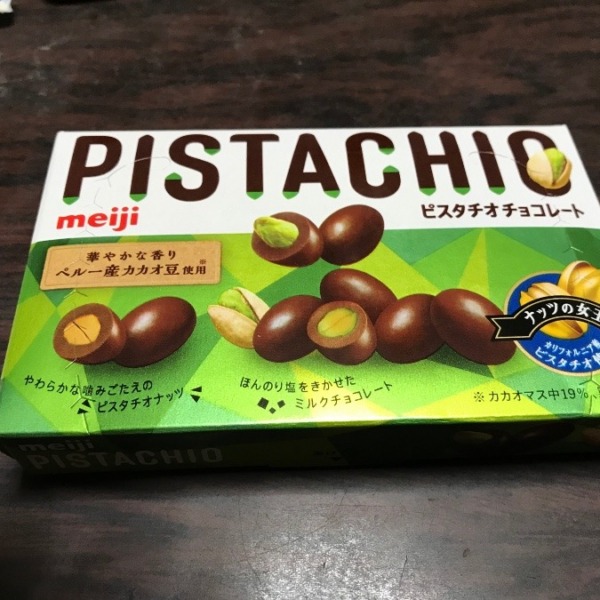 PISTACHIO
meiji
ピスタチオチョコレート
華やかな香り
ペルー産カカオ豆使用※
ナッツの女王
カリフォルニア
ピスタチオ使
やわらかな噛みごたえの
ピスタチオナッツ
ほんのり塩をきかせた
ミルクチョコレート
※カカオマス中19%
meiji
PISTACHIO